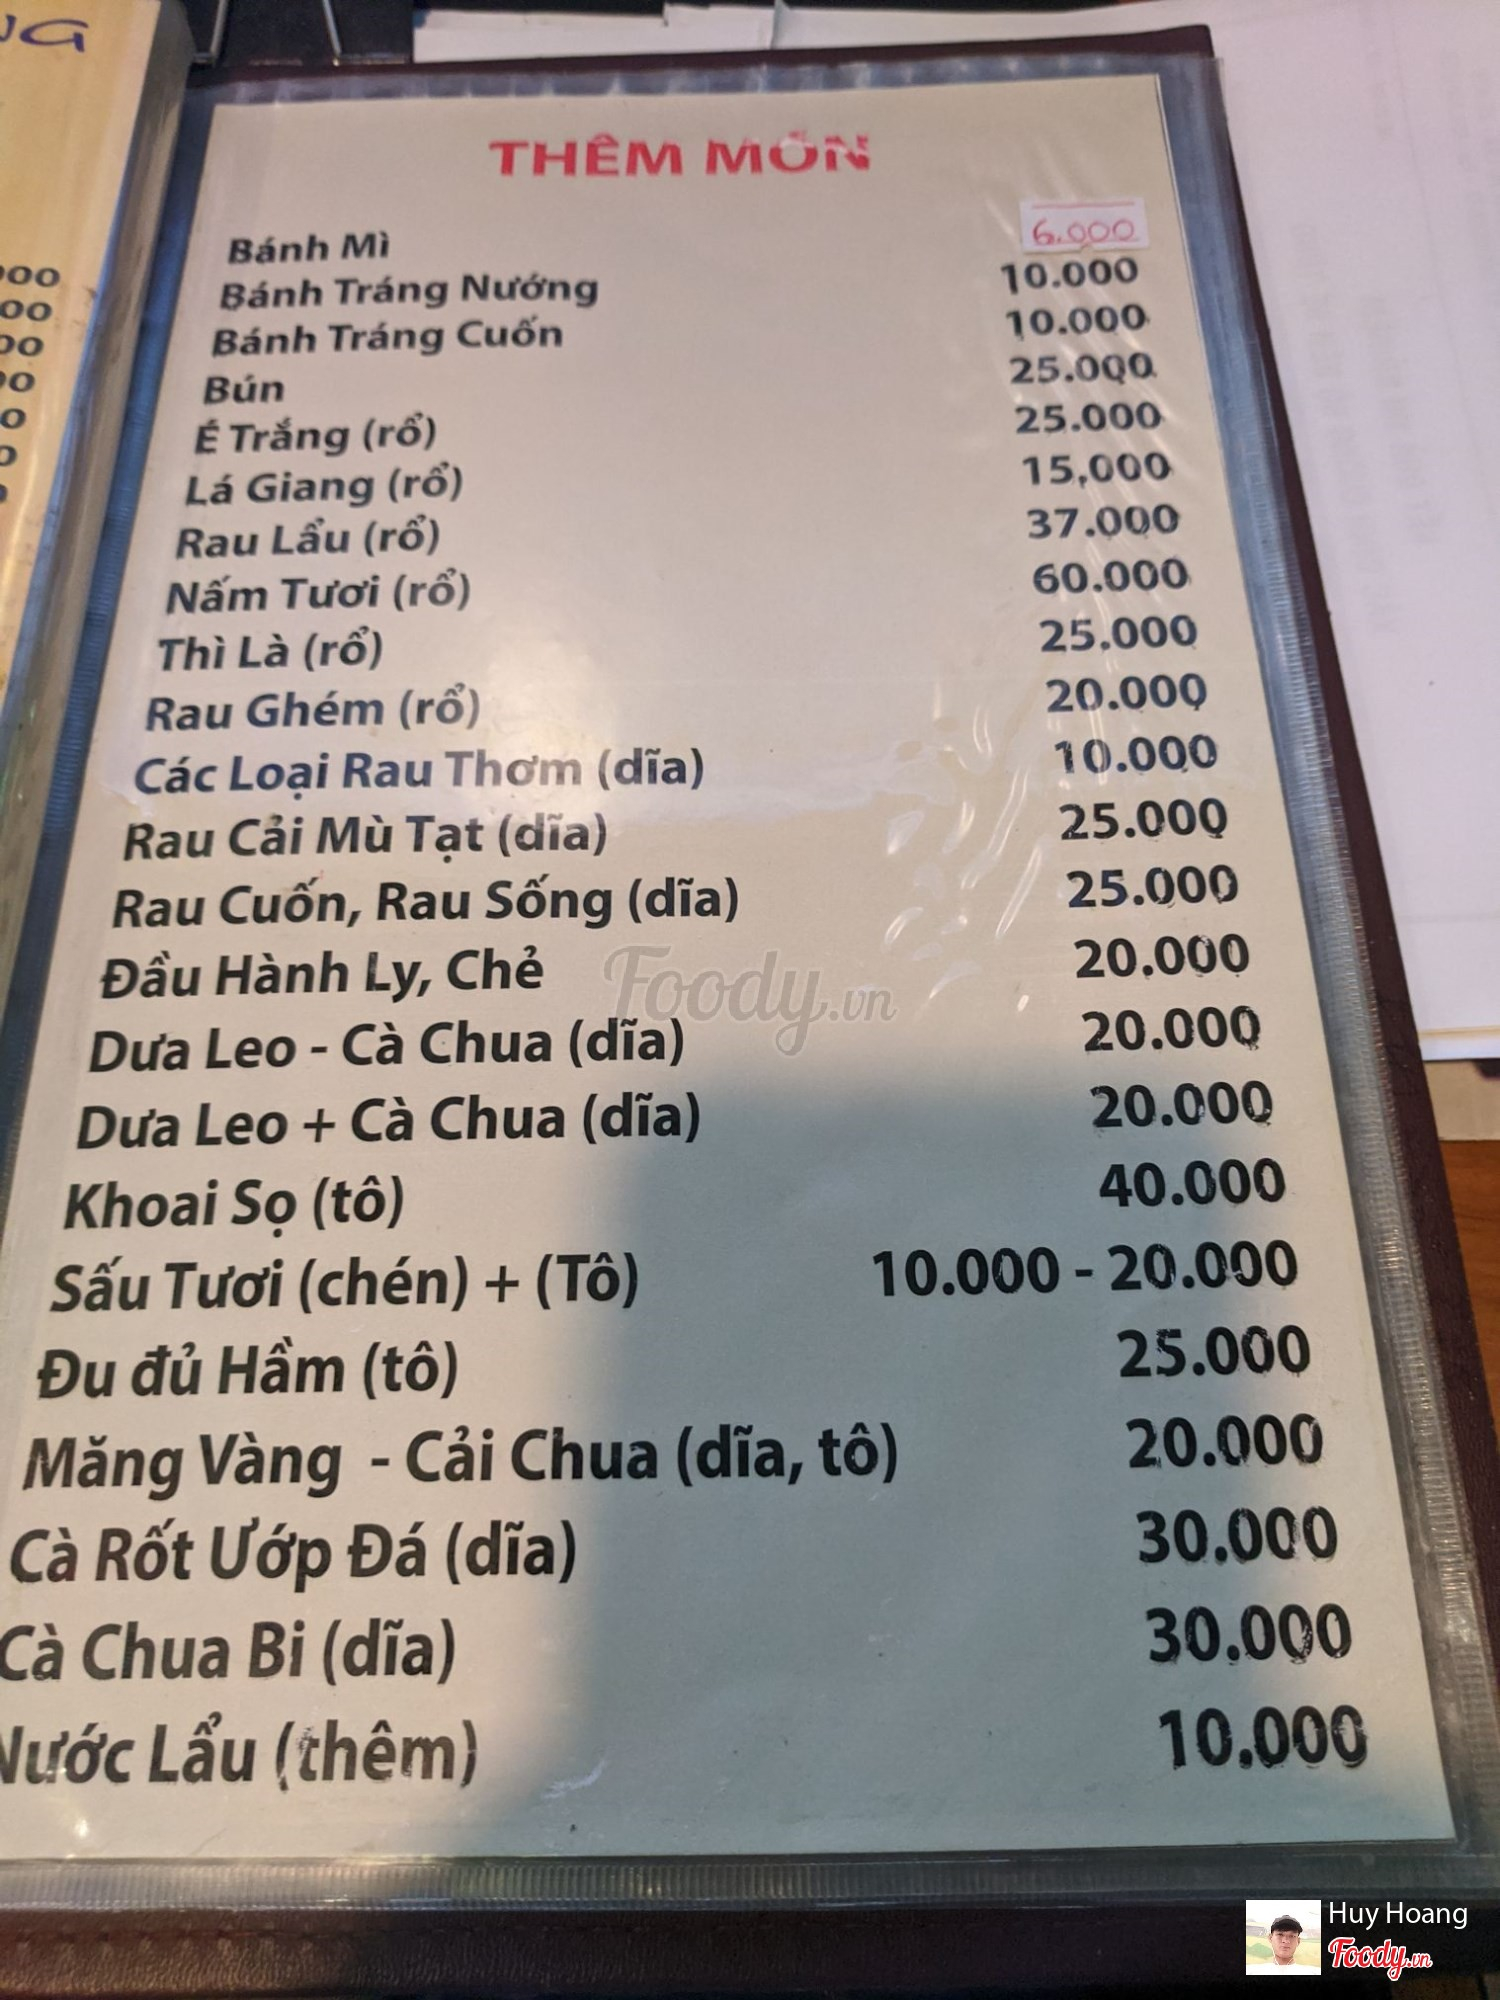 THÊM MÓN
Bánh Mì 6.000
Bánh Tráng Nướng 10.000
Bánh Tráng Cuốn 10.000
Bún 25.000
É Trắng (rổ) 25.000
Lá Giang (rổ) 15,000
Rau Lẩu (rổ) 37.000
Nấm Tươi (rổ) 60.000
Thì Là (rổ) 25.000
Rau Ghém (rổ) 20.000
Các Loại Rau Thơm (dĩa) 10.000
Rau Cải Mù Tạt (dĩa) 25.000
Rau Cuốn, Rau Sống (dĩa) 25.000
Đầu Hành Ly, Chẻ 20.000
Dưa Leo - Cà Chua (dĩa) 20.000
Dưa Leo + Cà Chua (dĩa) 20.000
Khoai Sọ (tô) 40.000
Sấu Tươi (chén) + (Tô) 10.000 - 20.000
Đu đủ Hầm (tô) 25.000
Măng Vàng - Cải Chua (dĩa, tô) 20.000
Cà Rốt Ướp Đá (dĩa) 30.000
Cà Chua Bi (dĩa) 30.000
Nước Lẩu (thêm) 10.000
Foody.vn
Huy Hoang
Foody.vn